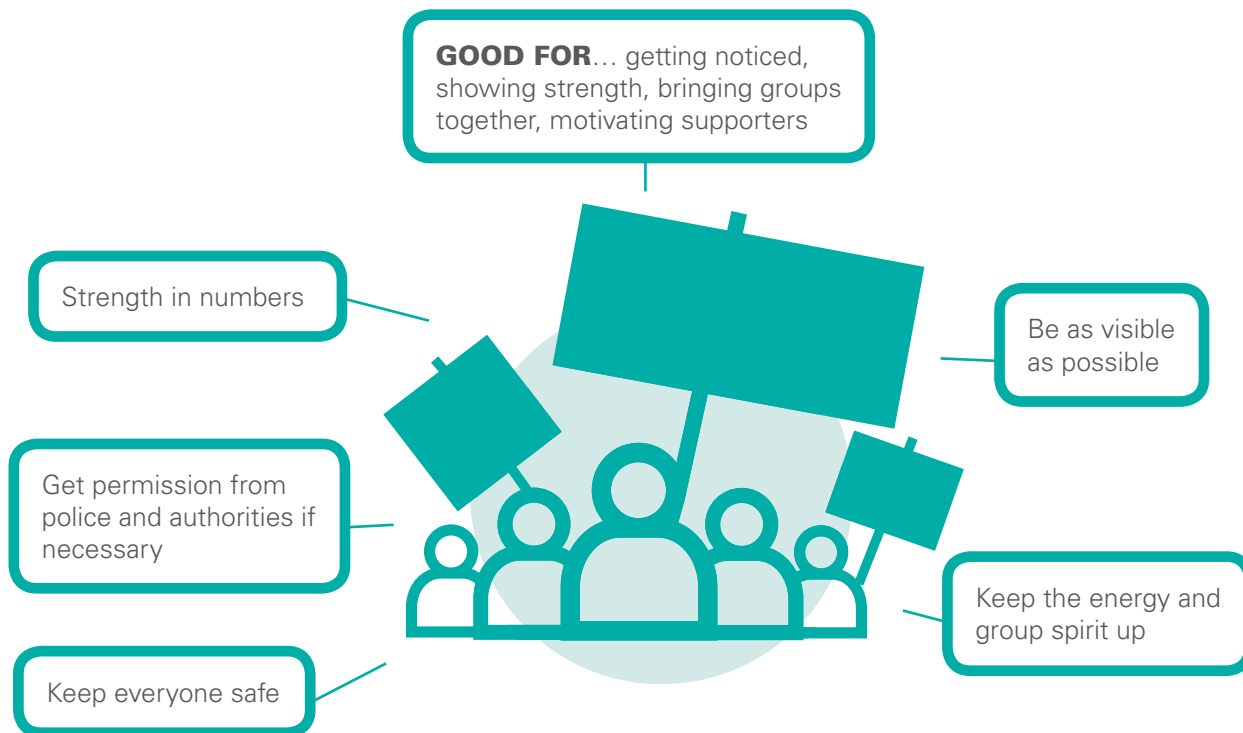 GOOD FOR… getting noticed,
showing strength, bringing groups
together, motivating supporters
Strength in numbers
Be as visible
as possible
Get permission from
police and authorities if
necessary
Keep the energy and
group spirit up
Keep everyone safe